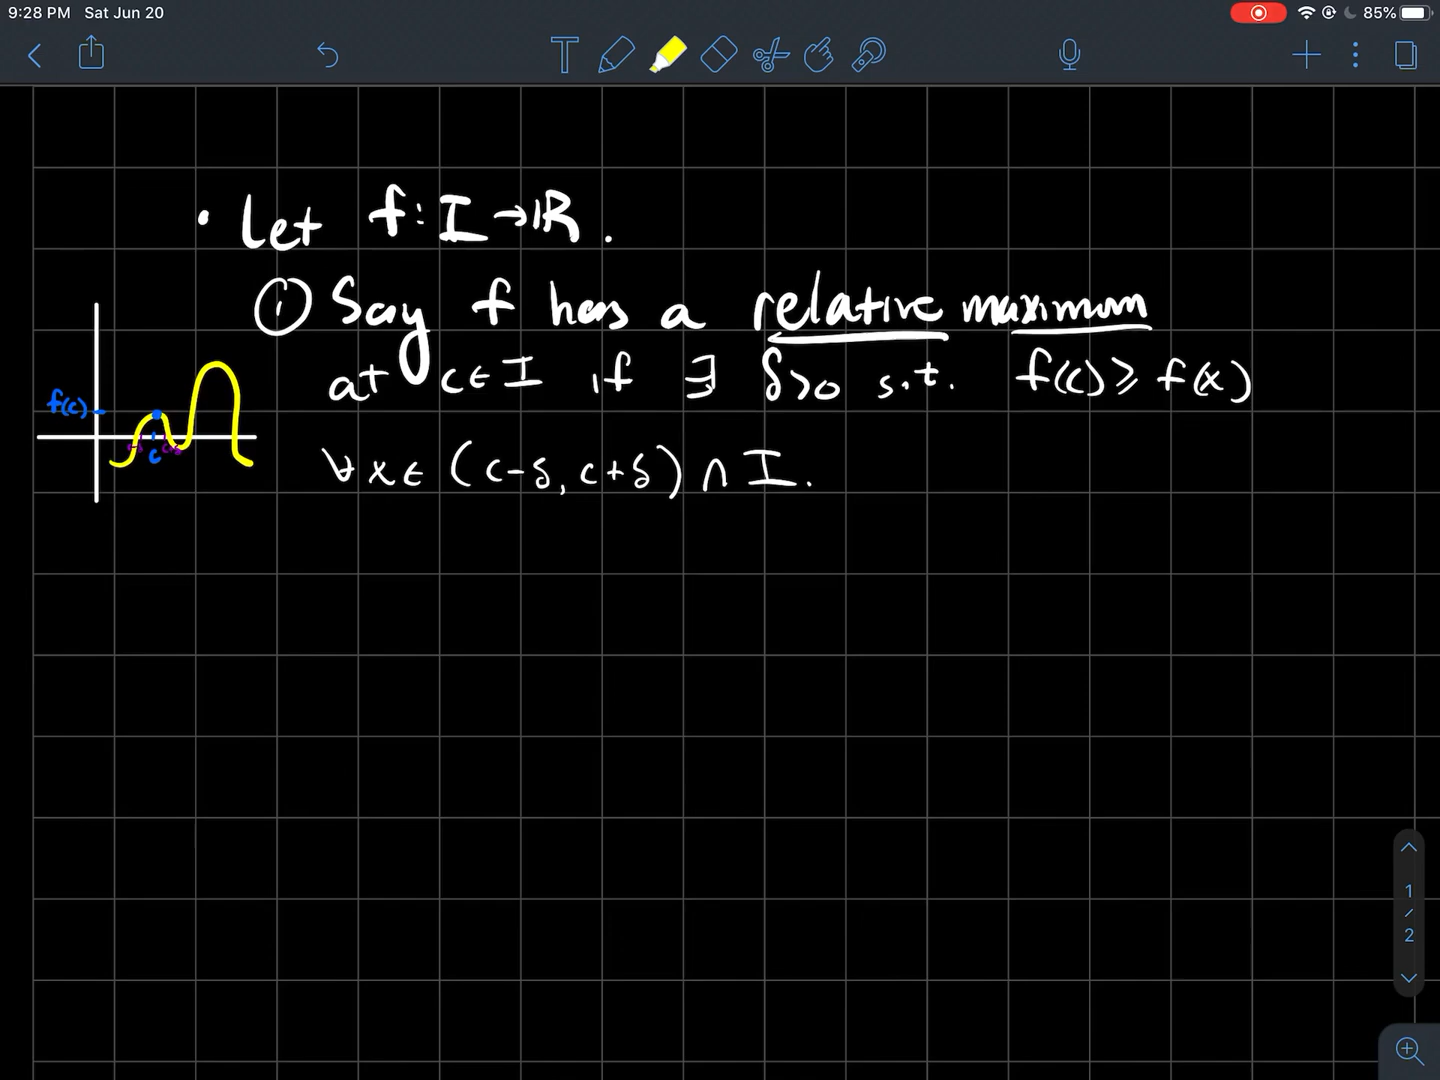 9:28 PM Sat Jun 20
85%
• Let f: I → ℝ.
① Say f has a relative maximum
at c ∈ I if ∃ δ>0 s.t. f(c) ≥ f(x)
∀ x ∈ (c-δ, c+δ) ∩ I.
f(c)
c
1
/
2